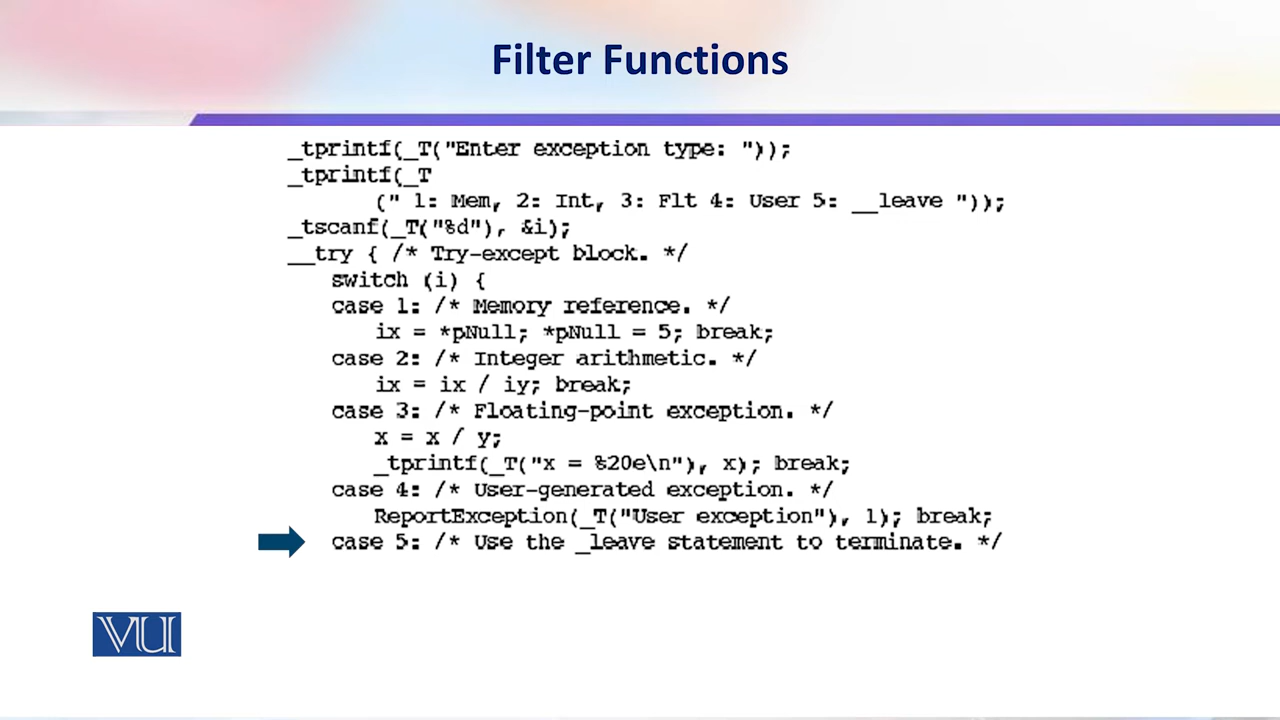 Filter Functions
_tprintf(_T("Enter exception type: "));
_tprintf(_T
(" 1: Mem, 2: Int, 3: Flt 4: User 5: __leave "));
_tscanf(_T("%d"), &i);
__try { /* Try-except block. */
switch (i) {
case 1: /* Memory reference. */
ix = *pNull; *pNull = 5; break;
case 2: /* Integer arithmetic. */
ix = ix / iy; break;
case 3: /* Floating-point exception. */
x = x / y;
_tprintf(_T("x = %20e\n"), x); break;
case 4: /* User-generated exception. */
ReportException(_T("User exception"), 1); break;
case 5: /* Use the _leave statement to terminate. */
VU